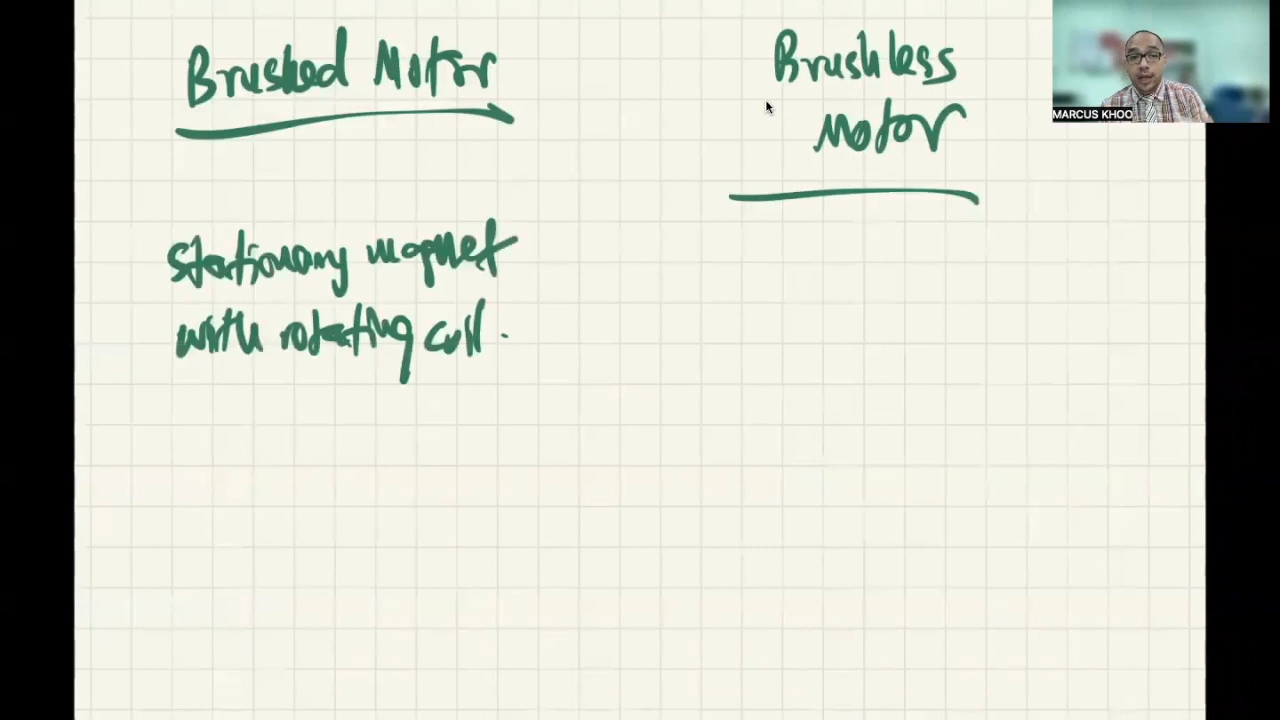 Brushed Motor
Brushless
Motor
MARCUS KHOO
stationary magnet
with rotating coil.